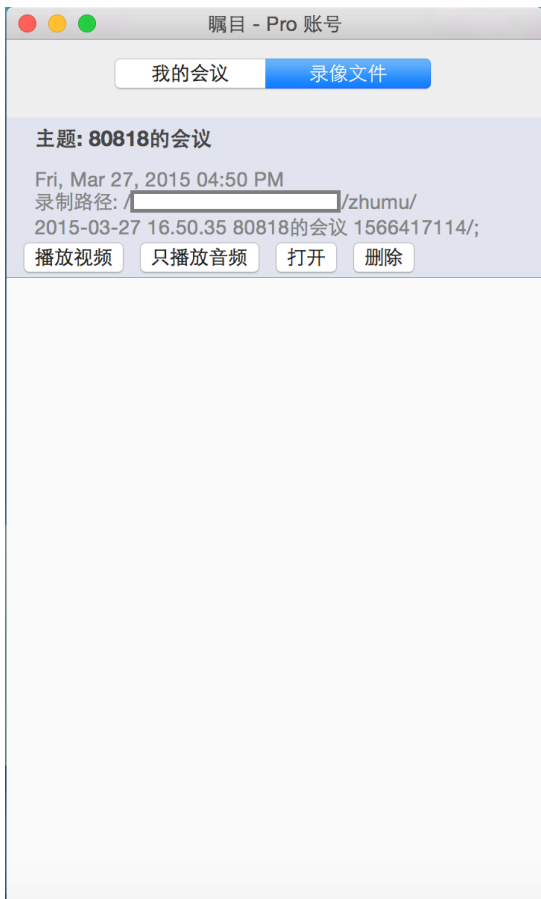 瞩目 - Pro 账号
我的会议 录像文件
主题: 80818的会议
Fri, Mar 27, 2015 04:50 PM
录制路径: / /zhumu/
2015-03-27 16.50.35 80818的会议 1566417114/;
播放视频 只播放音频 打开 删除